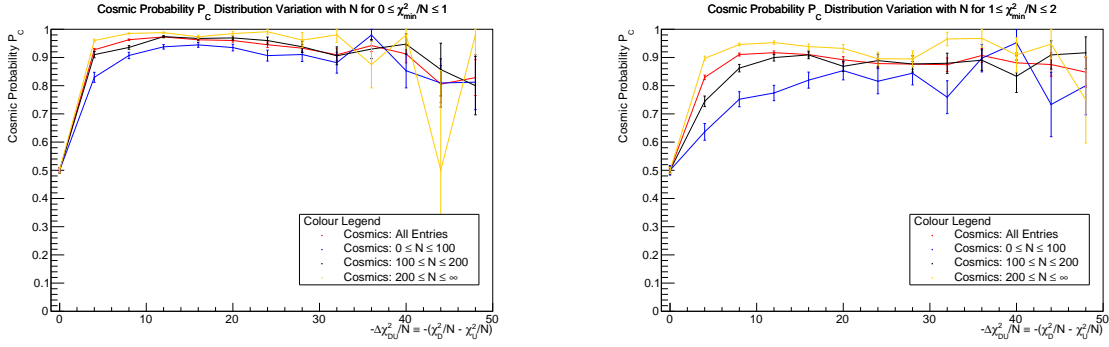 Cosmic Probability P_C Distribution Variation with N for 0 ≤ χ²_min/N ≤ 1
Cosmic Probability P_C
1
0.9
0.8
0.7
0.6
0.5
0.4
0.3
0.2
0.1
0
Colour Legend
Cosmics: All Entries
Cosmics: 0 ≤ N ≤ 100
Cosmics: 100 ≤ N ≤ 200
Cosmics: 200 ≤ N ≤ ∞
0 10 20 30 40 50
-Δχ²_DU/N = -(χ²_D/N - χ²_U/N)
Cosmic Probability P_C Distribution Variation with N for 1 ≤ χ²_min/N ≤ 2
Cosmic Probability P_C
1
0.9
0.8
0.7
0.6
0.5
0.4
0.3
0.2
0.1
0
Colour Legend
Cosmics: All Entries
Cosmics: 0 ≤ N ≤ 100
Cosmics: 100 ≤ N ≤ 200
Cosmics: 200 ≤ N ≤ ∞
0 10 20 30 40 50
-Δχ²_DU/N = -(χ²_D/N - χ²_U/N)